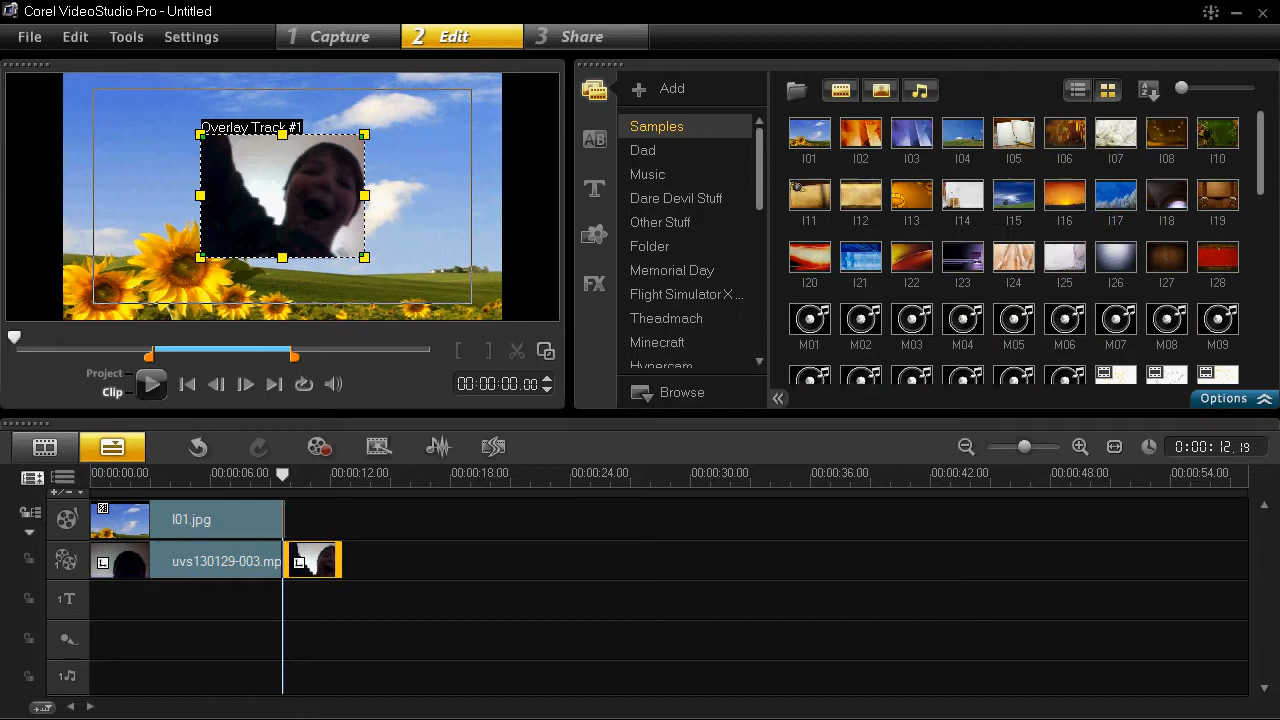 Corel VideoStudio Pro - Untitled
File Edit Tools Settings 1 Capture 2 Edit 3 Share
Overlay Track #1
Project
Clip
00:00:00.00
Add
Samples
Dad
Music
Dare Devil Stuff
Other Stuff
Folder
Memorial Day
Flight Simulator X ...
Theadmach
Minecraft
Hypercam
Browse
AB
T
FX
I01 I02 I03 I04 I05 I06 I07 I08 I10
I11 I12 I09 I14 I15 I16 I17 I18 I19
I20 I21 I22 I23 I24 I25 I26 I27 I28
M01 M02 M03 M04 M05 M06 M07 M08 M09
Options
0:00:12.19
00:00:00.00 00:00:06.00 00:00:12.00 00:00:18.00 00:00:24.00 00:00:30.00 00:00:36.00 00:00:42.00 00:00:48.00 00:00:54.00
I01.jpg
uvs130129-003.mp
1 T
1